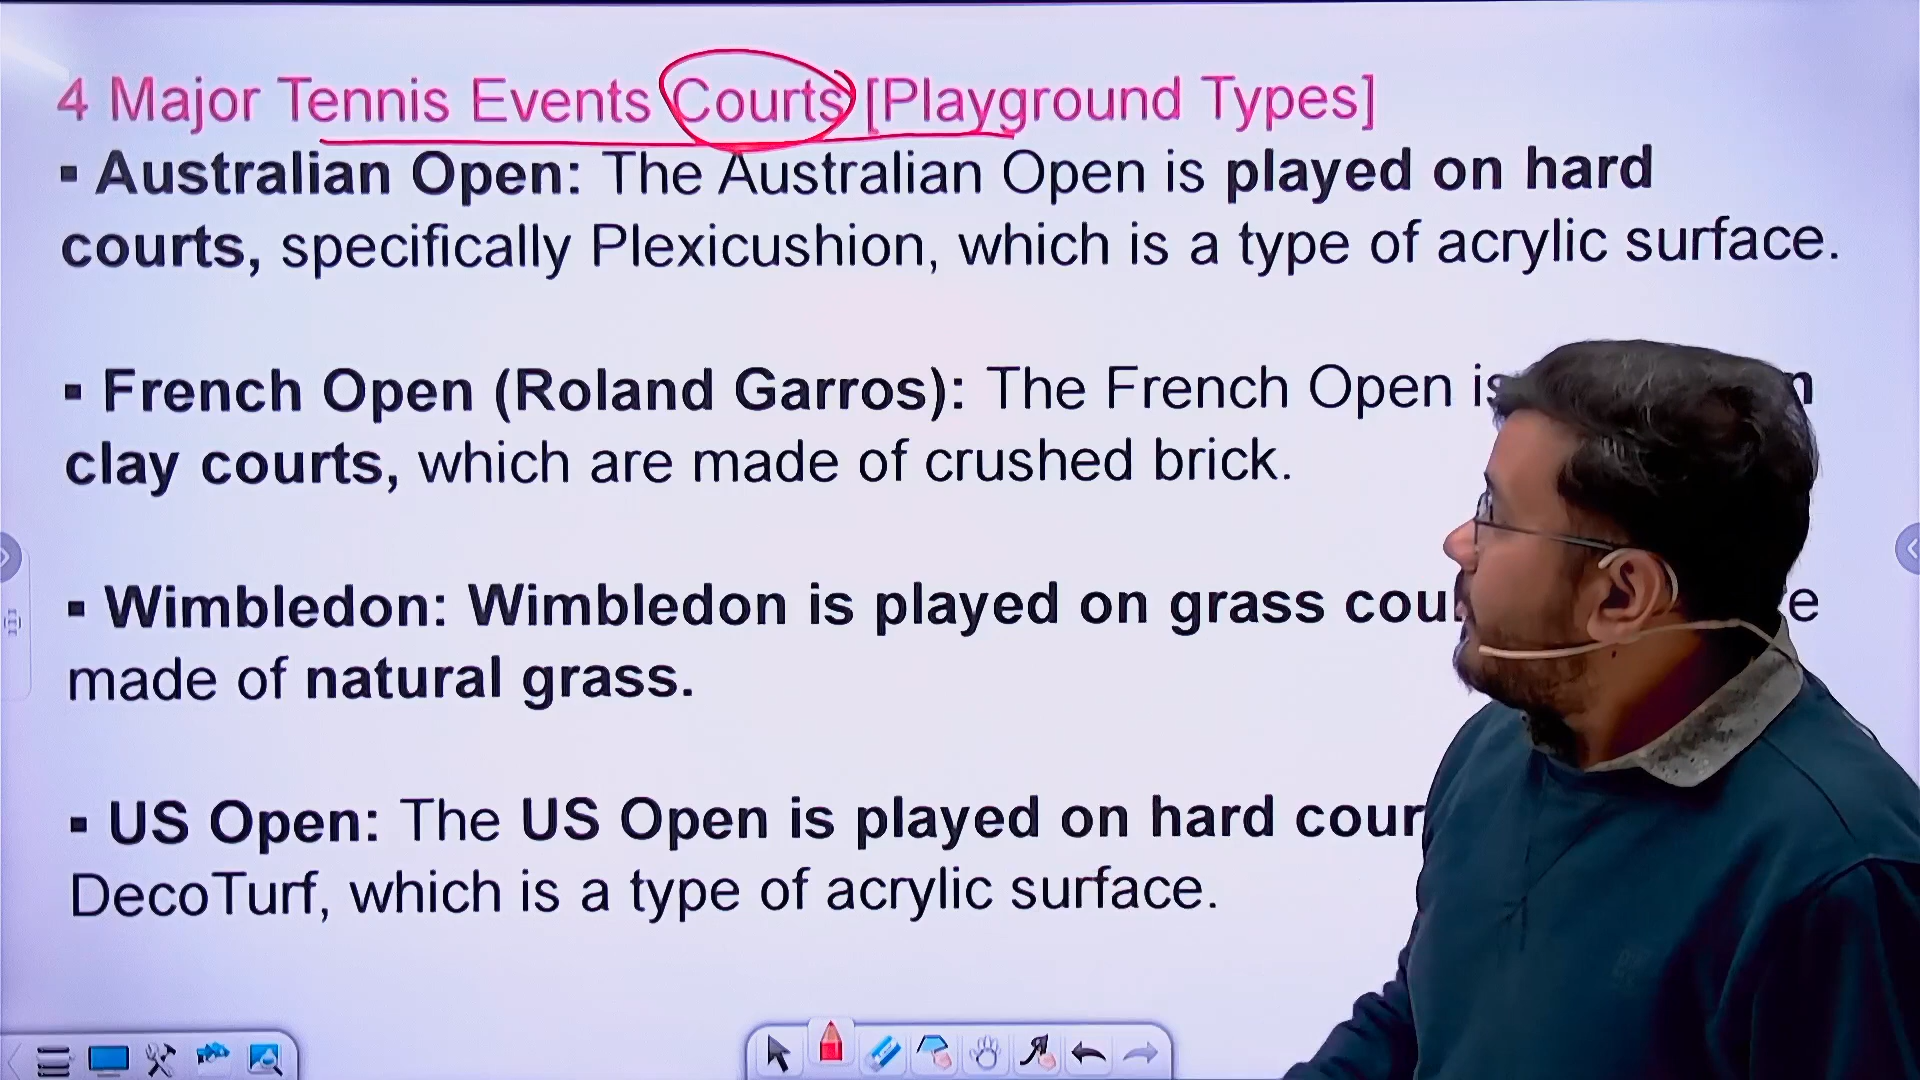 4 Major Tennis Events Courts [Playground Types]
▪ Australian Open: The Australian Open is played on hard
courts, specifically Plexicushion, which is a type of acrylic surface.
▪ French Open (Roland Garros): The French Open is
clay courts, which are made of crushed brick.
▪ Wimbledon: Wimbledon is played on grass
made of natural grass.
▪ US Open: The US Open is played on hard
DecoTurf, which is a type of acrylic surface.